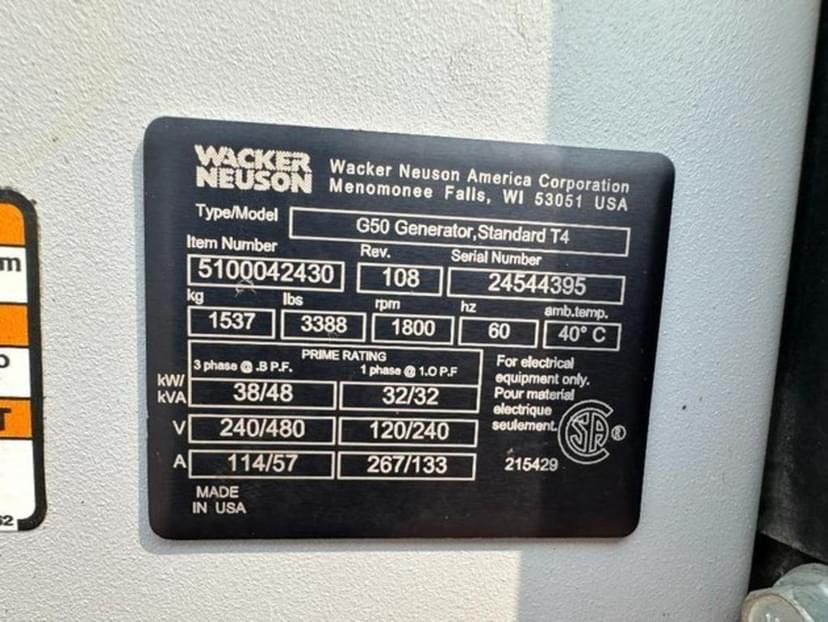 WACKER
NEUSON
Wacker Neuson America Corporation
Menomonee Falls, WI 53051 USA
Type/Model
G50 Generator,Standard T4
Item Number
Rev.
Serial Number
5100042430
108
24544395
kg
lbs
rpm
hz
amb.temp.
1537
3388
1800
60
40° C
PRIME RATING
3 phase @ .8 P.F.
1 phase @ 1.0 P.F
kW/
kVA
38/48
32/32
V
240/480
120/240
A
114/57
267/133
For electrical
equipment only.
Pour material
electrique
seulement.
SA ®
215429
MADE
IN USA
m
T
62